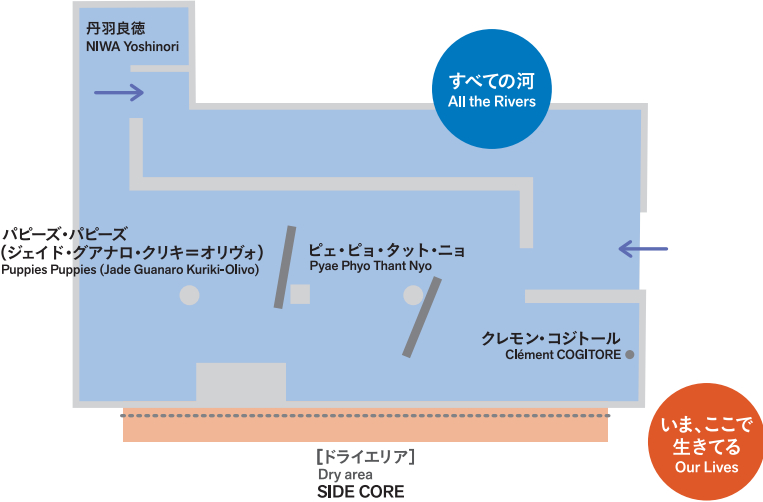 丹羽良徳
NIWA Yoshinori
すべての河
All the Rivers
パピーズ・パピーズ
（ジェイド・グアナロ・クリキ＝オリヴォ）
Puppies Puppies (Jade Guanaro Kuriki-Olivo)
ピェ・ピョ・タット・ニョ
Pyae Phyo Thant Nyo
クレモン・コジトール
Clément COGITORE
いま、ここで
生きてる
Our Lives
［ドライエリア］
Dry area
SIDE CORE